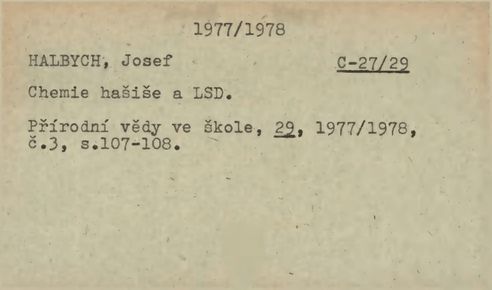 1977/1978
HALBYCH, Josef C-27/29
Chemie hašiše a LSD.
Přírodní vědy ve škole, 29, 1977/1978,
č.3, s.107-108.